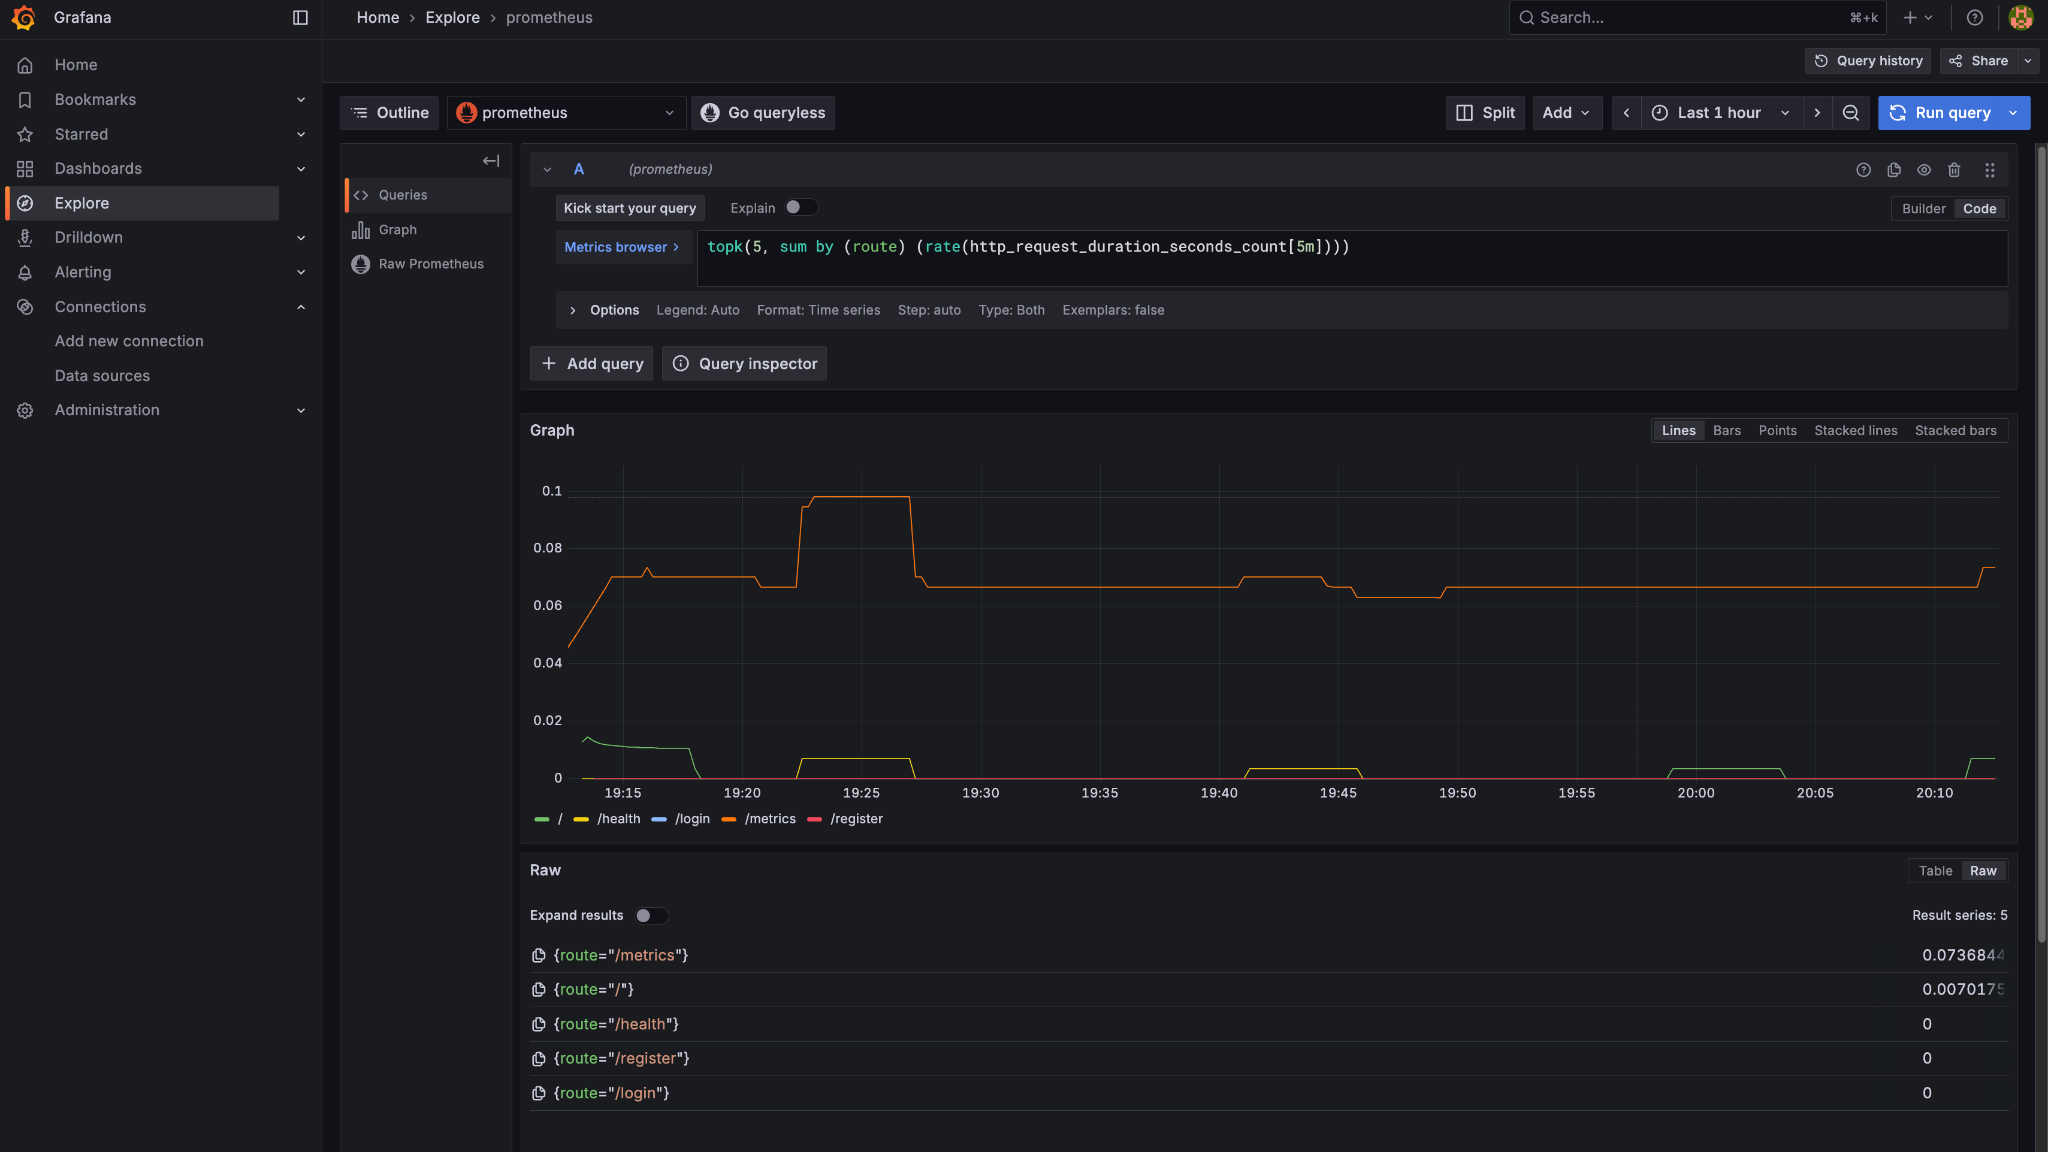 Grafana
Home › Explore › prometheus
Search...
⌘+k
Home
Bookmarks
Starred
Dashboards
Explore
Drilldown
Alerting
Connections
Add new connection
Data sources
Administration
Query history
Share
Outline
prometheus
Go queryless
Split
Add
Last 1 hour
Run query
Queries
Graph
Raw Prometheus
A (prometheus)
Kick start your query
Explain
Builder
Code
Metrics browser >
topk(5, sum by (route) (rate(http_request_duration_seconds_count[5m])))
Options Legend: Auto Format: Time series Step: auto Type: Both Exemplars: false
+ Add query
Query inspector
Graph
Lines Bars Points Stacked lines Stacked bars
0.1
0.08
0.06
0.04
0.02
0
19:15 19:20 19:25 19:30 19:35 19:40 19:45 19:50 19:55 20:00 20:05 20:10
/ /health /login /metrics /register
Raw
Table Raw
Expand results
Result series: 5
{route="/metrics"} 0.0736844
{route="/"} 0.0070175
{route="/health"} 0
{route="/register"} 0
{route="/login"} 0